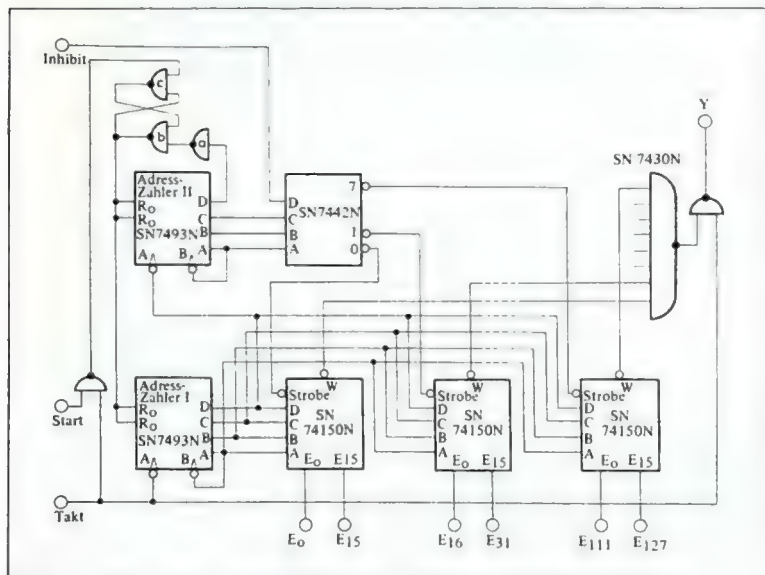 Inhibit
Y
SN 7430N
c
b
a
Adress-
Zahler II
R0
R0
SN7493N
A
B
D
C
B
A
D
C
B
A
SN7442N
7
1
0
Adress-
Zahler I
R0
R0
SN7493N
A
B
D
C
B
A
Start
Takt
W
Strobe
D
C
B
A
SN
74150N
E0 E15
W
Strobe
D
C
B
A
SN
74150N
E0 E15
W
Strobe
D
C
B
A
SN
74150N
E0 E15
E0 E15 E16 E31 E111 E127